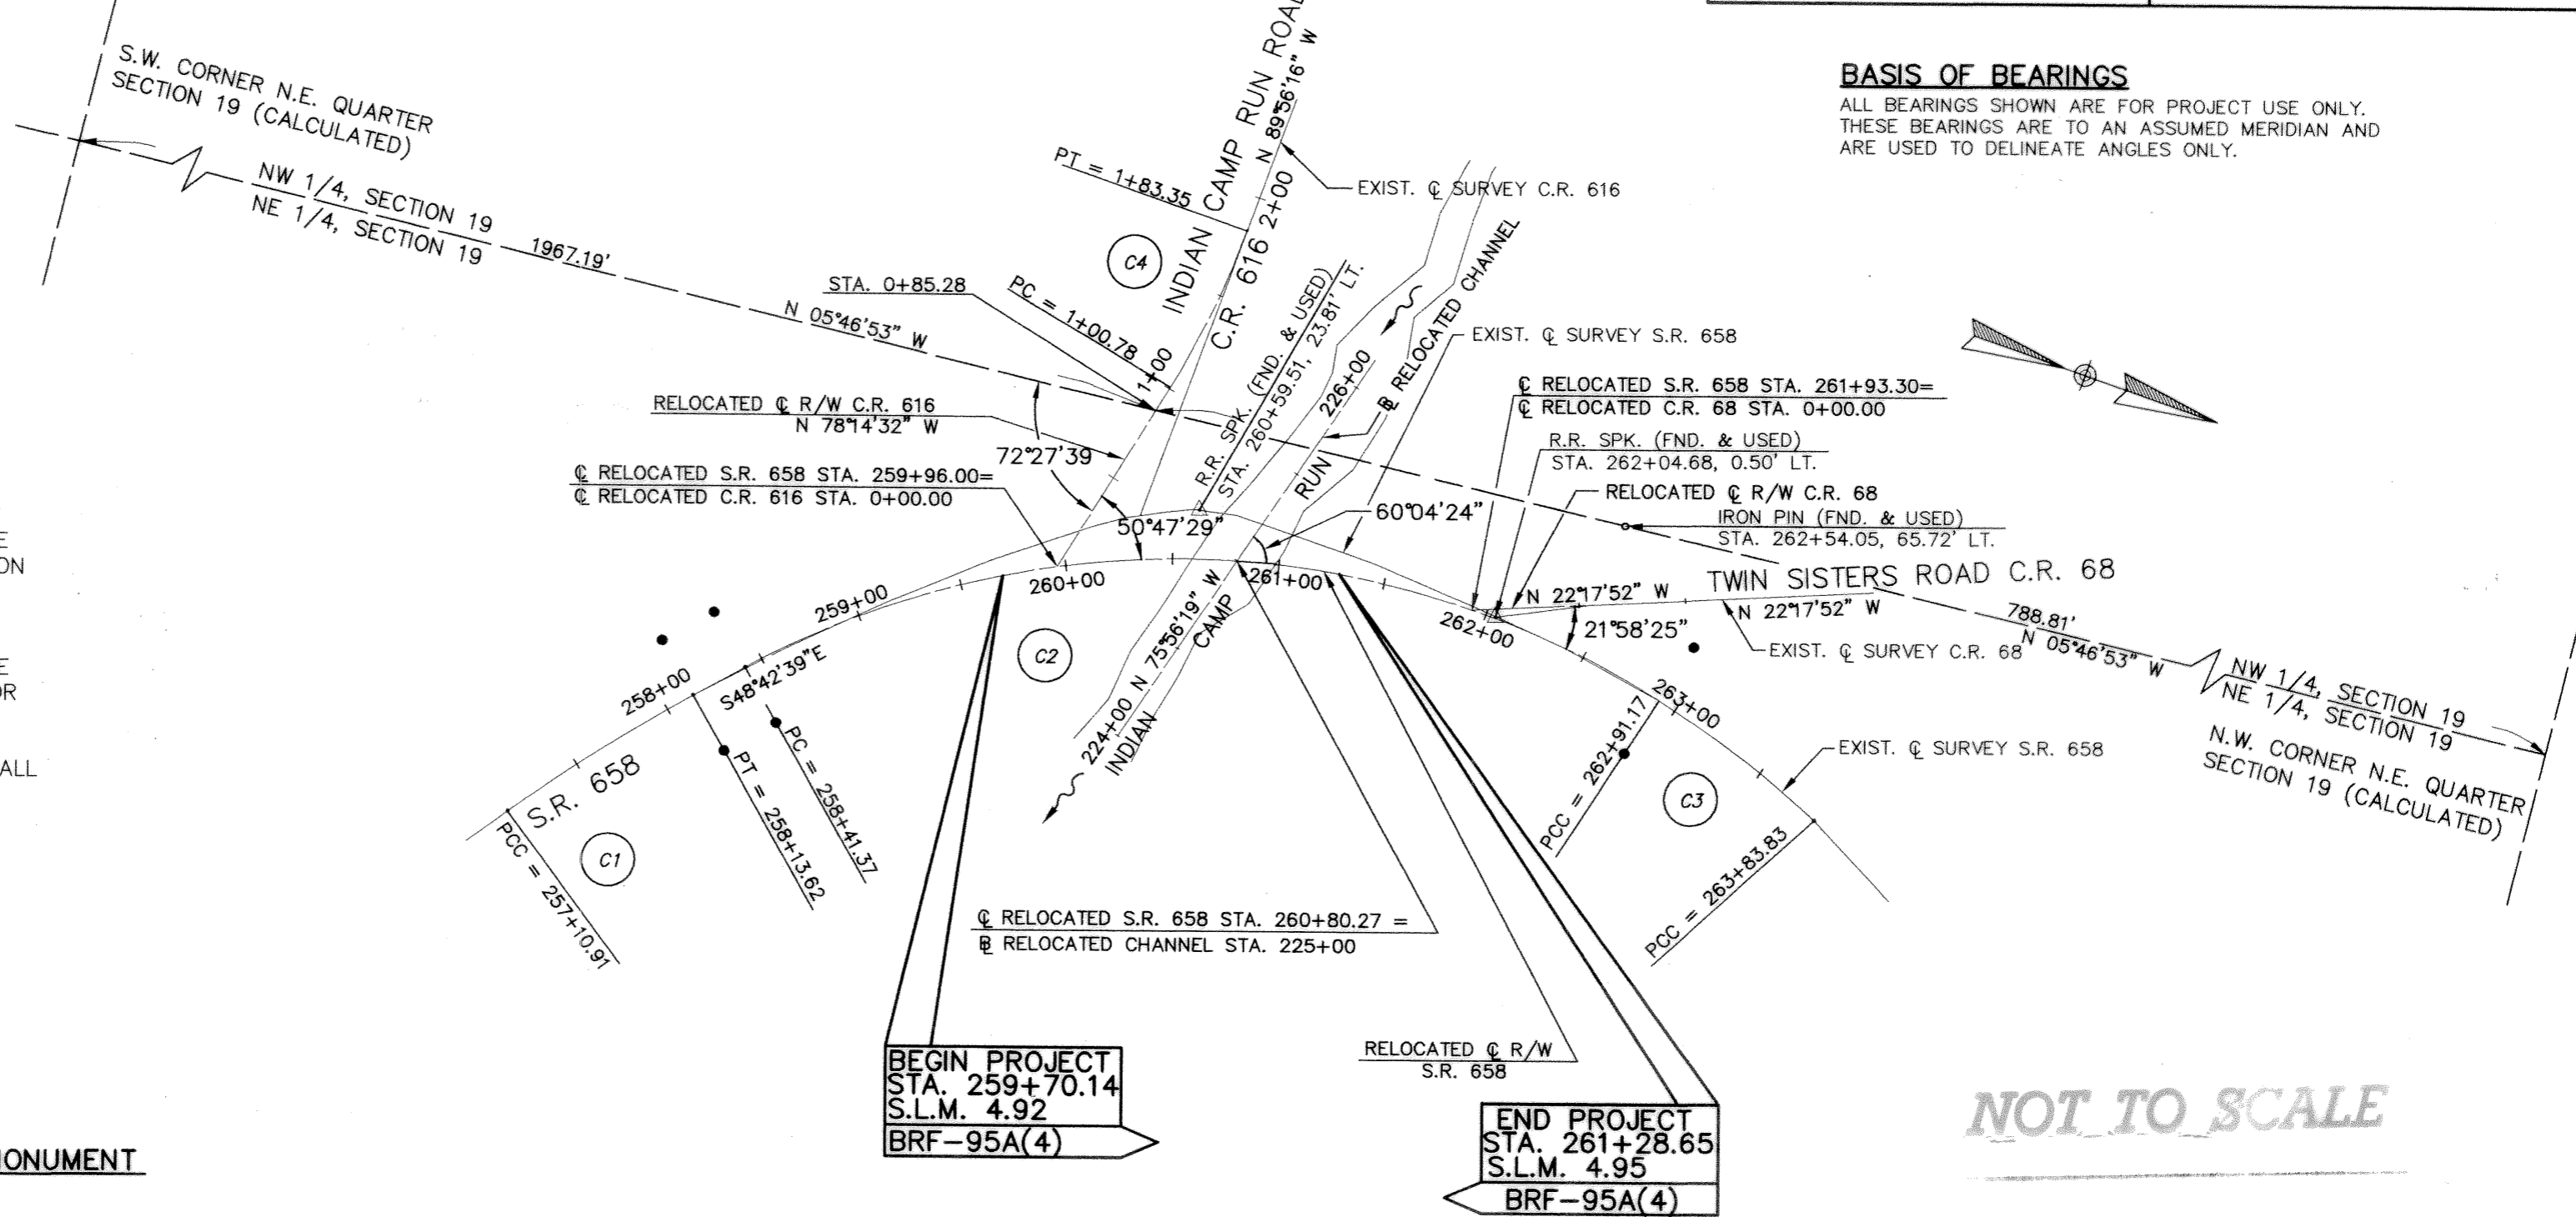 S.W. CORNER N.E. QUARTER
SECTION 19 (CALCULATED)
NW 1/4, SECTION 19
NE 1/4, SECTION 19
1967.19'
N 05°46'53" W
BASIS OF BEARINGS
ALL BEARINGS SHOWN ARE FOR PROJECT USE ONLY.
THESE BEARINGS ARE TO AN ASSUMED MERIDIAN AND
ARE USED TO DELINEATE ANGLES ONLY.
INDIAN CAMP RUN ROAD
C.R. 616
2+00
N 89°56'16" W
PT = 1+83.35
EXIST. ℄ SURVEY C.R. 616
C4
STA. 0+85.28
PC = 1+00.78
1+00
RELOCATED ℄ R/W C.R. 616
N 78°14'32" W
72°27'39
℄ RELOCATED S.R. 658 STA. 259+96.00=
℄ RELOCATED C.R. 616 STA. 0+00.00
50°47'29"
R.R. SPK. (FND. & USED)
STA. 260+59.51, 23.81' LT.
226+00
RELOCATED CHANNEL
EXIST. ℄ SURVEY S.R. 658
60°04'24"
℄ RELOCATED S.R. 658 STA. 261+93.30=
℄ RELOCATED C.R. 68 STA. 0+00.00
R.R. SPK. (FND. & USED)
STA. 262+04.68, 0.50' LT.
RELOCATED ℄ R/W C.R. 68
IRON PIN (FND. & USED)
STA. 262+54.05, 65.72' LT.
TWIN SISTERS ROAD C.R. 68
N 22°17'52" W
N 22°17'52" W
EXIST. ℄ SURVEY C.R. 68
21°58'25"
788.81'
N 05°46'53" W
NW 1/4, SECTION 19
NE 1/4, SECTION 19
N.W. CORNER N.E. QUARTER
SECTION 19 (CALCULATED)
EXIST. ℄ SURVEY S.R. 658
258+00
259+00
260+00
261+00
262+00
263+00
S48°42'39"E
S.R. 658
C1
PCC = 257+10.91
PT = 258+13.62
PC = 258+41.37
C2
224+00
N 75°56'19" W
INDIAN CAMP RUN
PCC = 262+91.17
C3
PCC = 263+83.83
℄ RELOCATED S.R. 658 STA. 260+80.27 =
RELOCATED CHANNEL STA. 225+00
RELOCATED ℄ R/W
S.R. 658
BEGIN PROJECT
STA. 259+70.14
S.L.M. 4.92
BRF-95A(4)
END PROJECT
STA. 261+28.65
S.L.M. 4.95
BRF-95A(4)
NOT TO SCALE
E
ON
E
OR
ALL
MONUMENT